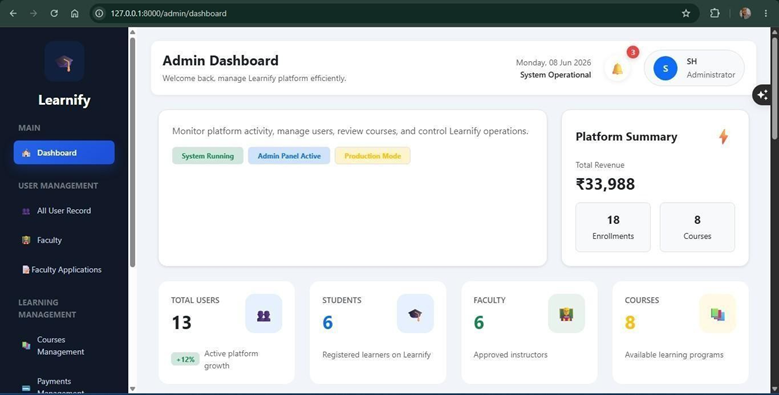 127.0.0.1:8000/admin/dashboard
Learnify
MAIN
Dashboard
USER MANAGEMENT
All User Record
Faculty
Faculty Applications
LEARNING
MANAGEMENT
Courses
Management
Payments
Management
Admin Dashboard
Welcome back, manage Learnify platform efficiently.
Monday, 08 Jun 2026
System Operational
3
S
SH
Administrator
Monitor platform activity, manage users, review courses, and control Learnify operations.
System Running
Admin Panel Active
Production Mode
Platform Summary
Total Revenue
₹33,988
18
Enrollments
8
Courses
TOTAL USERS
13
+12%
Active platform
growth
STUDENTS
6
Registered learners on Learnify
FACULTY
6
Approved instructors
COURSES
8
Available learning programs